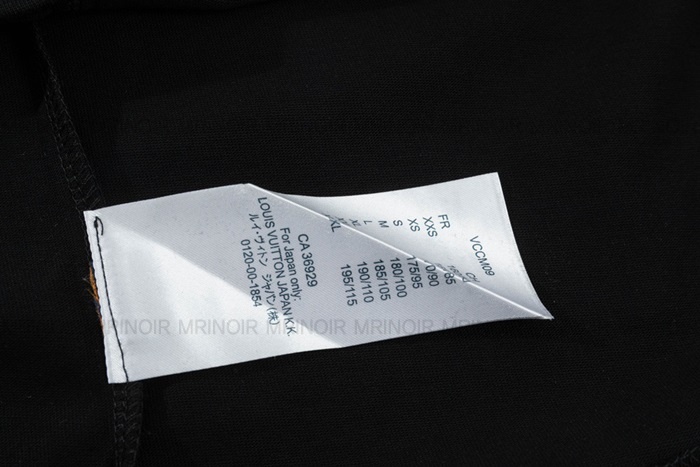 VCCM09
FR
XXS
S 175/95
M 180/100
L 185/105
190/110
XL 195/115
CA 36929
For Japan only:
LOUIS VUITTON JAPAN K.K.
ルイ・ヴィトン ジャパン(株)
0120-00-1854
MRINOIR MRINOIR MRINOIR MRINOIR MRINOIR MRINOIR